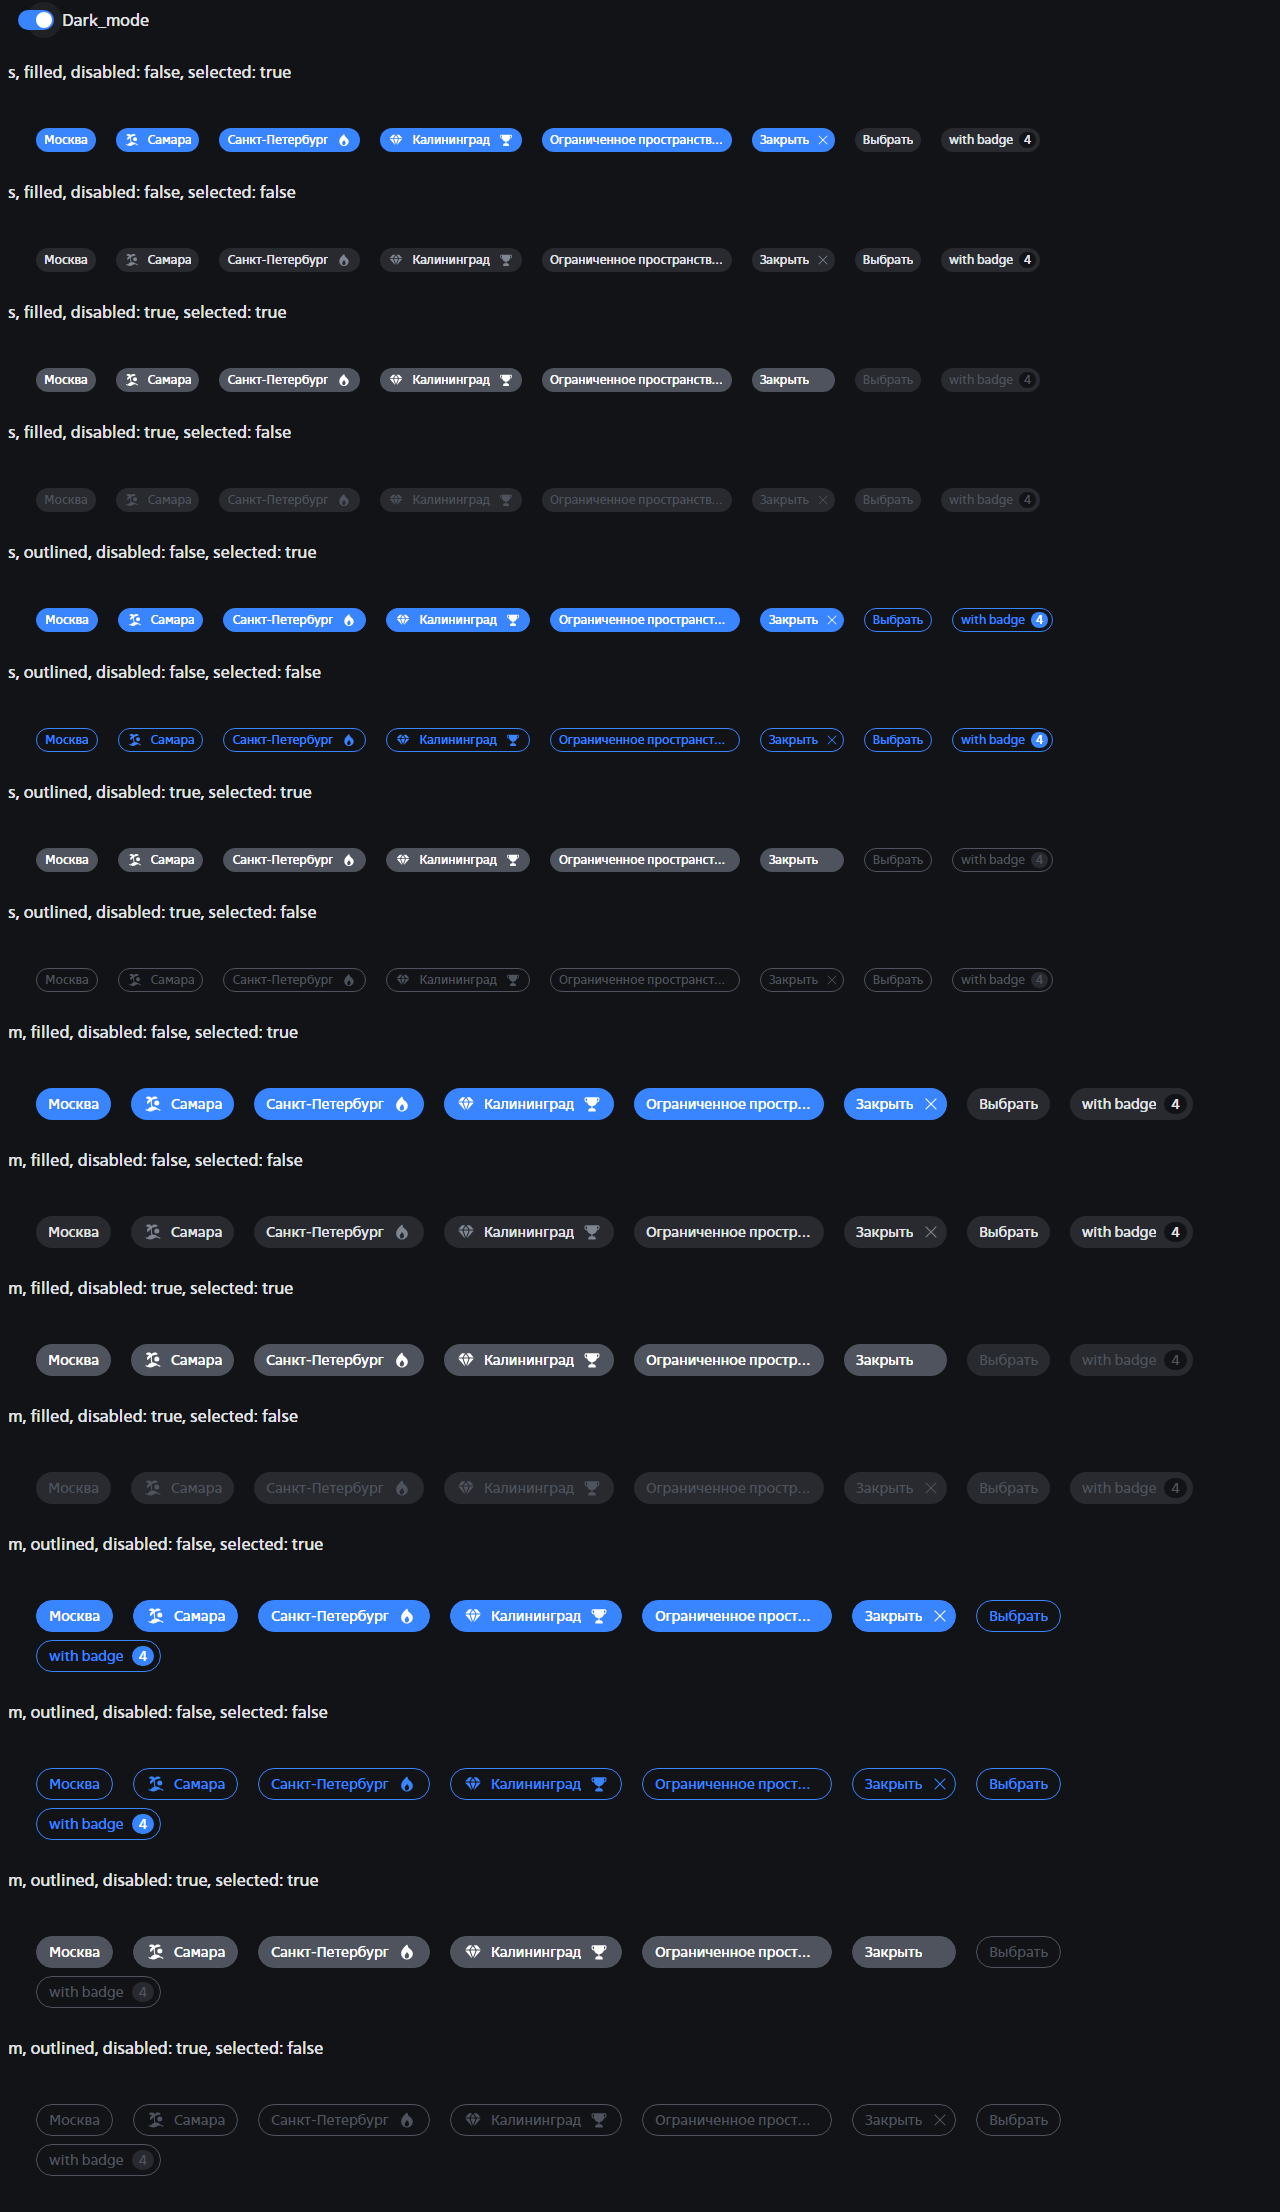 Dark_mode
s, filled, disabled: false, selected: true
Москва Самара Санкт-Петербург Калининград Ограниченное пространств... Закрыть Выбрать with badge 4
s, filled, disabled: false, selected: false
Москва Самара Санкт-Петербург Калининград Ограниченное пространств... Закрыть Выбрать with badge 4
s, filled, disabled: true, selected: true
Москва Самара Санкт-Петербург Калининград Ограниченное пространств... Закрыть Выбрать with badge 4
s, filled, disabled: true, selected: false
Москва Самара Санкт-Петербург Калининград Ограниченное пространств... Закрыть Выбрать with badge 4
s, outlined, disabled: false, selected: true
Москва Самара Санкт-Петербург Калининград Ограниченное пространст... Закрыть Выбрать with badge 4
s, outlined, disabled: false, selected: false
Москва Самара Санкт-Петербург Калининград Ограниченное пространст... Закрыть Выбрать with badge 4
s, outlined, disabled: true, selected: true
Москва Самара Санкт-Петербург Калининград Ограниченное пространст... Закрыть Выбрать with badge 4
s, outlined, disabled: true, selected: false
Москва Самара Санкт-Петербург Калининград Ограниченное пространст... Закрыть Выбрать with badge 4
m, filled, disabled: false, selected: true
Москва Самара Санкт-Петербург Калининград Ограниченное простр... Закрыть Выбрать with badge 4
m, filled, disabled: false, selected: false
Москва Самара Санкт-Петербург Калининград Ограниченное простр... Закрыть Выбрать with badge 4
m, filled, disabled: true, selected: true
Москва Самара Санкт-Петербург Калининград Ограниченное простр... Закрыть Выбрать with badge 4
m, filled, disabled: true, selected: false
Москва Самара Санкт-Петербург Калининград Ограниченное простр... Закрыть Выбрать with badge 4
m, outlined, disabled: false, selected: true
Москва Самара Санкт-Петербург Калининград Ограниченное прост... Закрыть Выбрать
with badge 4
m, outlined, disabled: false, selected: false
Москва Самара Санкт-Петербург Калининград Ограниченное прост... Закрыть Выбрать
with badge 4
m, outlined, disabled: true, selected: true
Москва Самара Санкт-Петербург Калининград Ограниченное прост... Закрыть Выбрать
with badge 4
m, outlined, disabled: true, selected: false
Москва Самара Санкт-Петербург Калининград Ограниченное прост... Закрыть Выбрать
with badge 4